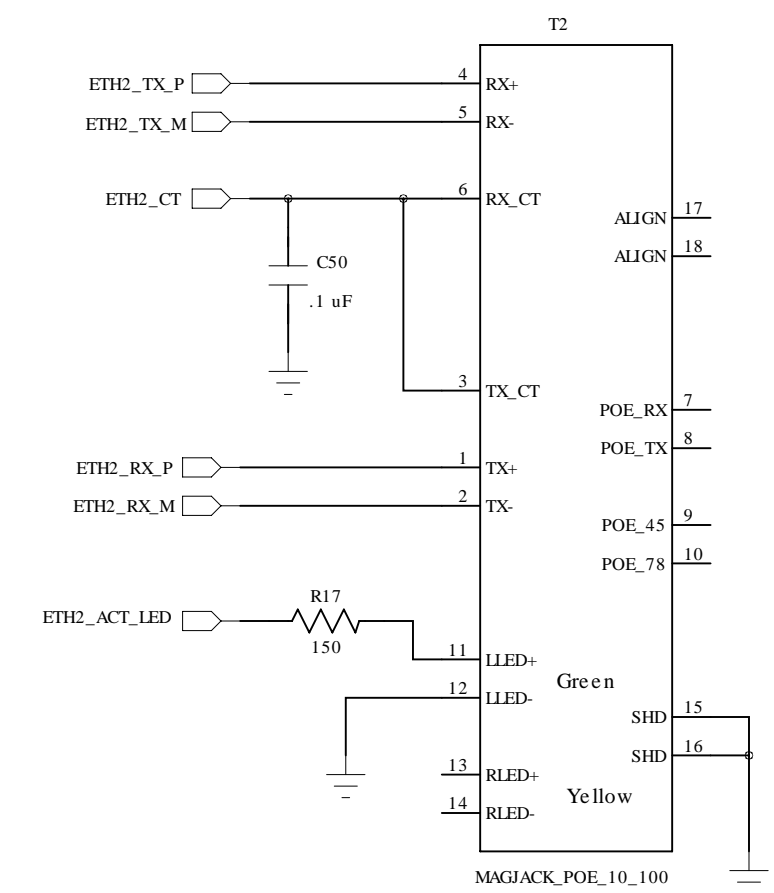 T2
ETH2_TX_P
4
RX+
ETH2_TX_M
5
RX-
ETH2_CT
6
RX_CT
C50
.1 uF
3
TX_CT
ETH2_RX_P
1
TX+
ETH2_RX_M
2
TX-
R17
ETH2_ACT_LED
150
11
LLED+
12
LLED-
Green
13
RLED+
14
RLED-
Yellow
ALIGN
17
ALIGN
18
POE_RX
7
POE_TX
8
POE_45
9
POE_78
10
SHD
15
SHD
16
MAGJACK_POE_10_100